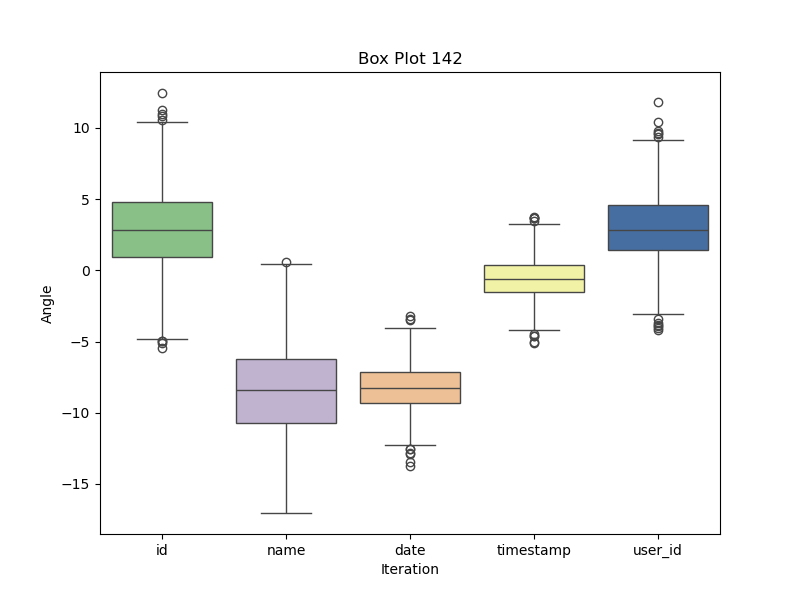 Box Plot 142
Angle
10
5
0
−5
−10
−15
id name date timestamp user_id
Iteration